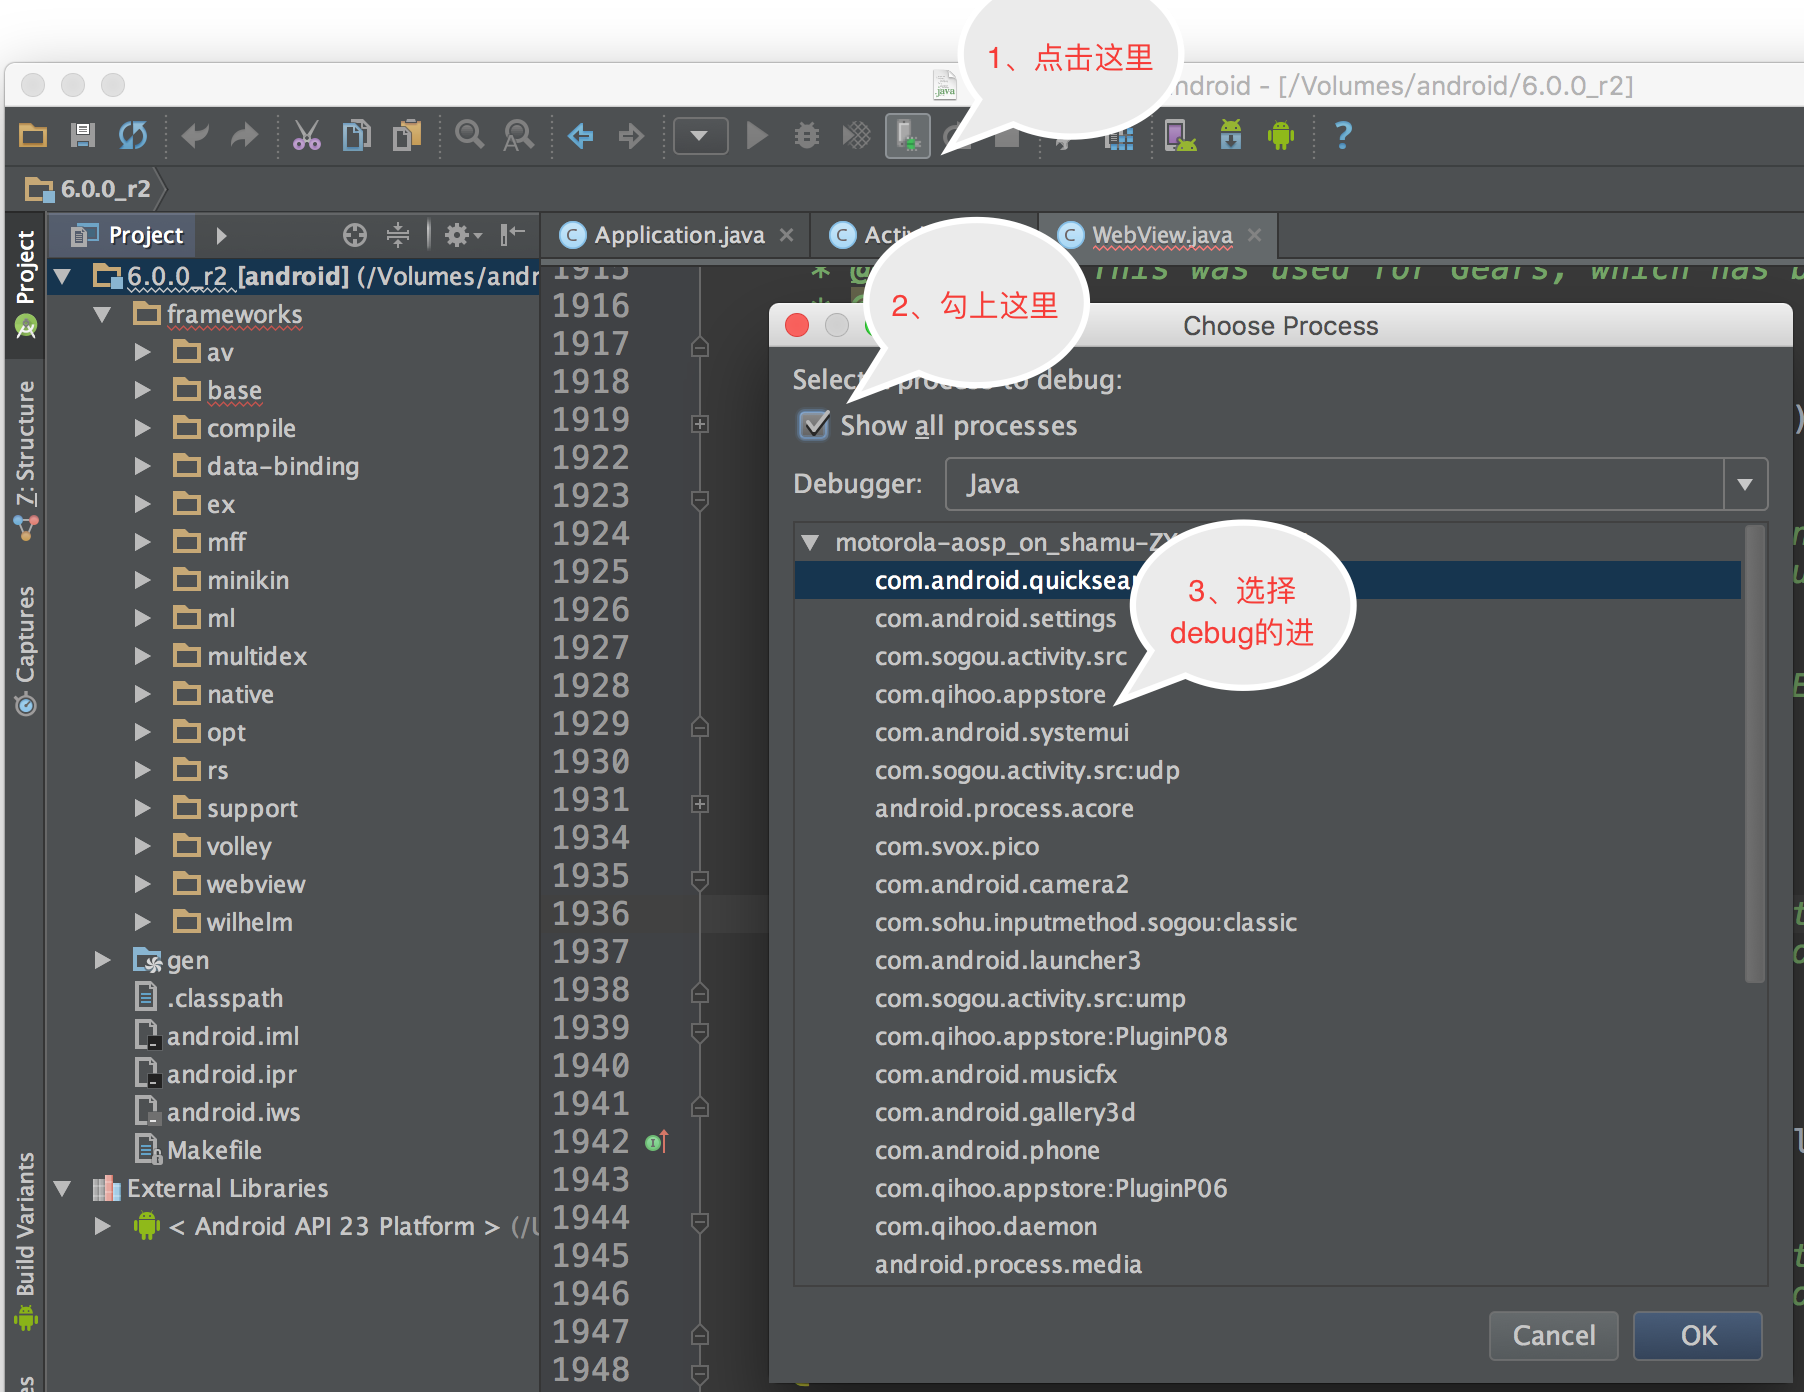 1、点击这里
ndroid - [/Volumes/android/6.0.0_r2]
6.0.0_r2
Project
Application.java
WebView.java
Project
Z: Structure
Captures
Build Variants
6.0.0_r2 [android] (/Volumes/andr
frameworks
av
base
compile
data-binding
ex
mff
minikin
ml
multidex
native
opt
rs
support
volley
webview
wilhelm
gen
.classpath
android.iml
android.ipr
android.iws
Makefile
External Libraries
< Android API 23 Platform > (/U
1915
1916
1917
1918
1919
1922
1923
1924
1925
1926
1927
1928
1929
1930
1931
1934
1935
1936
1937
1938
1939
1940
1941
1942
1943
1944
1945
1946
1947
1948
This was used for Gears, which has b
2、勾上这里
Choose Process
Select process to debug:
Show all processes
Debugger: Java
motorola-aosp_on_shamu-ZX
com.android.quicksear
3、选择
debug的进
com.android.settings
com.sogou.activity.src
com.qihoo.appstore
com.android.systemui
com.sogou.activity.src:udp
android.process.acore
com.svox.pico
com.android.camera2
com.sohu.inputmethod.sogou:classic
com.android.launcher3
com.sogou.activity.src:ump
com.qihoo.appstore:PluginP08
com.android.musicfx
com.android.gallery3d
com.android.phone
com.qihoo.appstore:PluginP06
com.qihoo.daemon
android.process.media
Cancel
OK